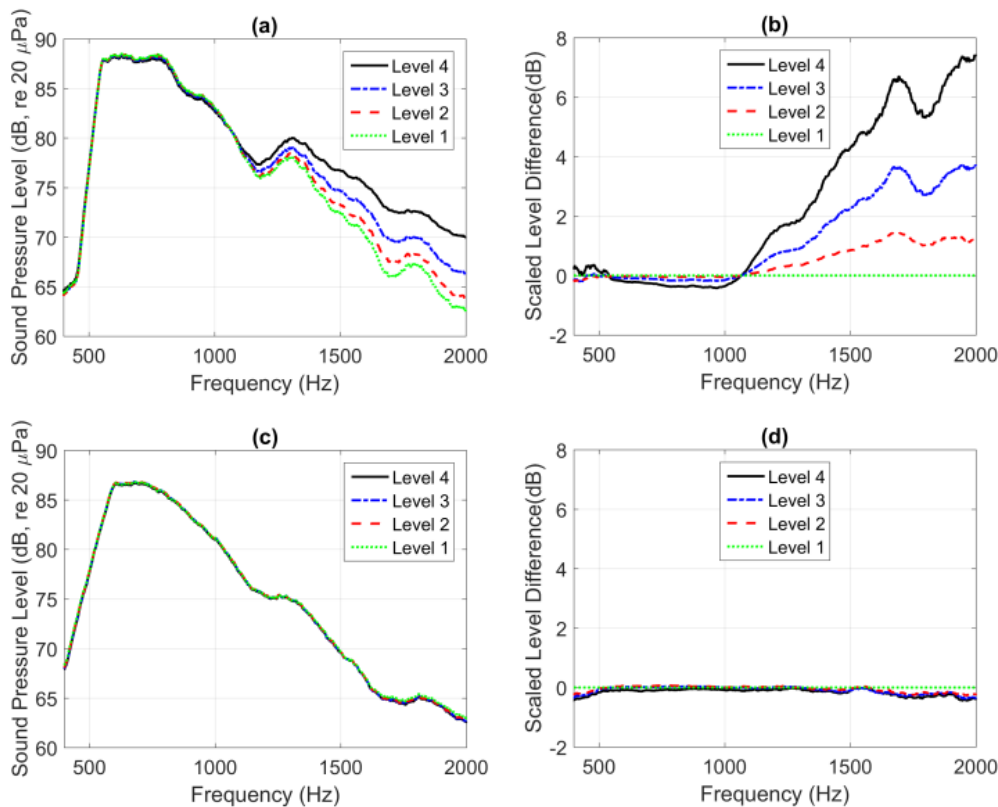 (a)
Sound Pressure Level (dB, re 20 μPa)
90
85
80
75
70
65
60
Level 4
Level 3
Level 2
Level 1
500
1000
1500
2000
Frequency (Hz)
(b)
Scaled Level Difference(dB)
8
6
4
2
0
-2
Level 4
Level 3
Level 2
Level 1
500
1000
1500
2000
Frequency (Hz)
(c)
Sound Pressure Level (dB, re 20 μPa)
90
85
80
75
70
65
60
Level 4
Level 3
Level 2
Level 1
500
1000
1500
2000
Frequency (Hz)
(d)
Scaled Level Difference(dB)
8
6
4
2
0
-2
Level 4
Level 3
Level 2
Level 1
500
1000
1500
2000
Frequency (Hz)